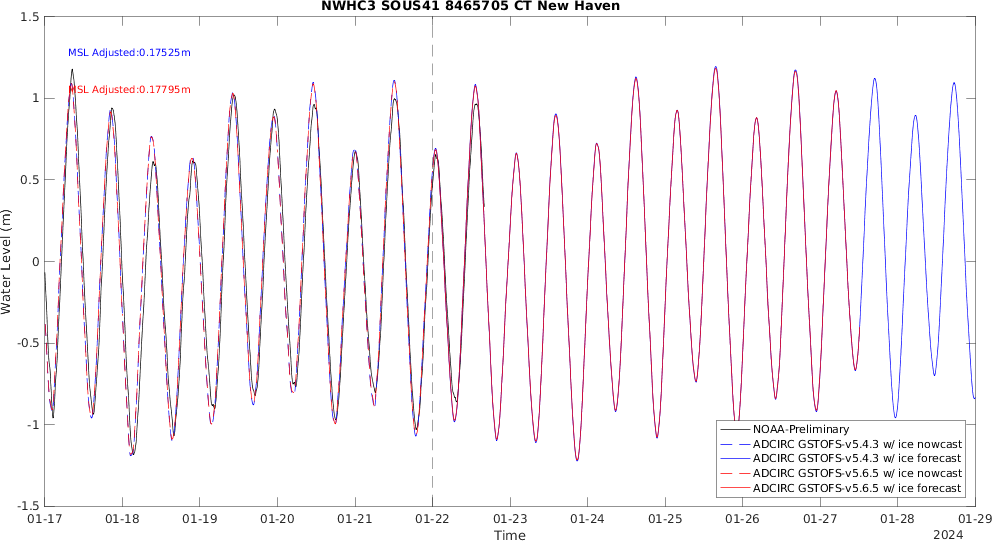 NWHC3 SOUS41 8465705 CT New Haven
1.5
1
0.5
0
-0.5
-1
-1.5
Water Level (m)
MSL Adjusted:0.17525m
MSL Adjusted:0.17795m
NOAA-Preliminary
ADCIRC GSTOFS-v5.4.3 w/ ice nowcast
ADCIRC GSTOFS-v5.4.3 w/ ice forecast
ADCIRC GSTOFS-v5.6.5 w/ ice nowcast
ADCIRC GSTOFS-v5.6.5 w/ ice forecast
01-17 01-18 01-19 01-20 01-21 01-22 01-23 01-24 01-25 01-26 01-27 01-28 01-29
Time
2024